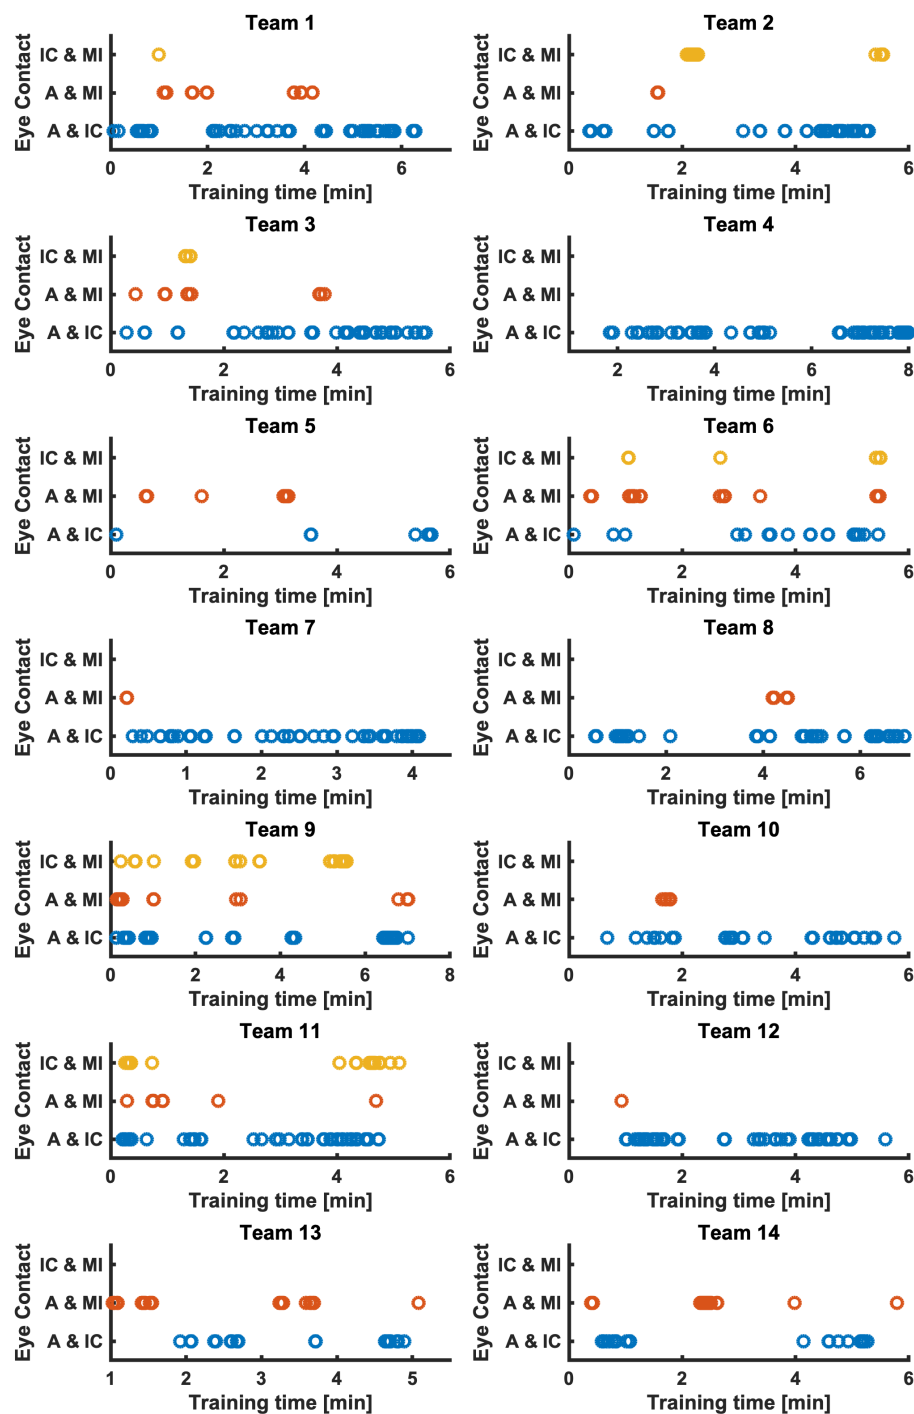 Team 1
Eye Contact
IC & MI
A & MI
A & IC
0 2 4 6
Training time [min]
Team 2
Eye Contact
IC & MI
A & MI
A & IC
0 2 4 6
Training time [min]
Team 3
Eye Contact
IC & MI
A & MI
A & IC
0 2 4 6
Training time [min]
Team 4
Eye Contact
IC & MI
A & MI
A & IC
2 4 6 8
Training time [min]
Team 5
Eye Contact
IC & MI
A & MI
A & IC
0 2 4 6
Training time [min]
Team 6
Eye Contact
IC & MI
A & MI
A & IC
0 2 4 6
Training time [min]
Team 7
Eye Contact
IC & MI
A & MI
A & IC
0 1 2 3 4
Training time [min]
Team 8
Eye Contact
IC & MI
A & MI
A & IC
0 2 4 6
Training time [min]
Team 9
Eye Contact
IC & MI
A & MI
A & IC
0 2 4 6 8
Training time [min]
Team 10
Eye Contact
IC & MI
A & MI
A & IC
0 2 4 6
Training time [min]
Team 11
Eye Contact
IC & MI
A & MI
A & IC
0 2 4 6
Training time [min]
Team 12
Eye Contact
IC & MI
A & MI
A & IC
0 2 4 6
Training time [min]
Team 13
Eye Contact
IC & MI
A & MI
A & IC
1 2 3 4 5
Training time [min]
Team 14
Eye Contact
IC & MI
A & MI
A & IC
0 2 4 6
Training time [min]